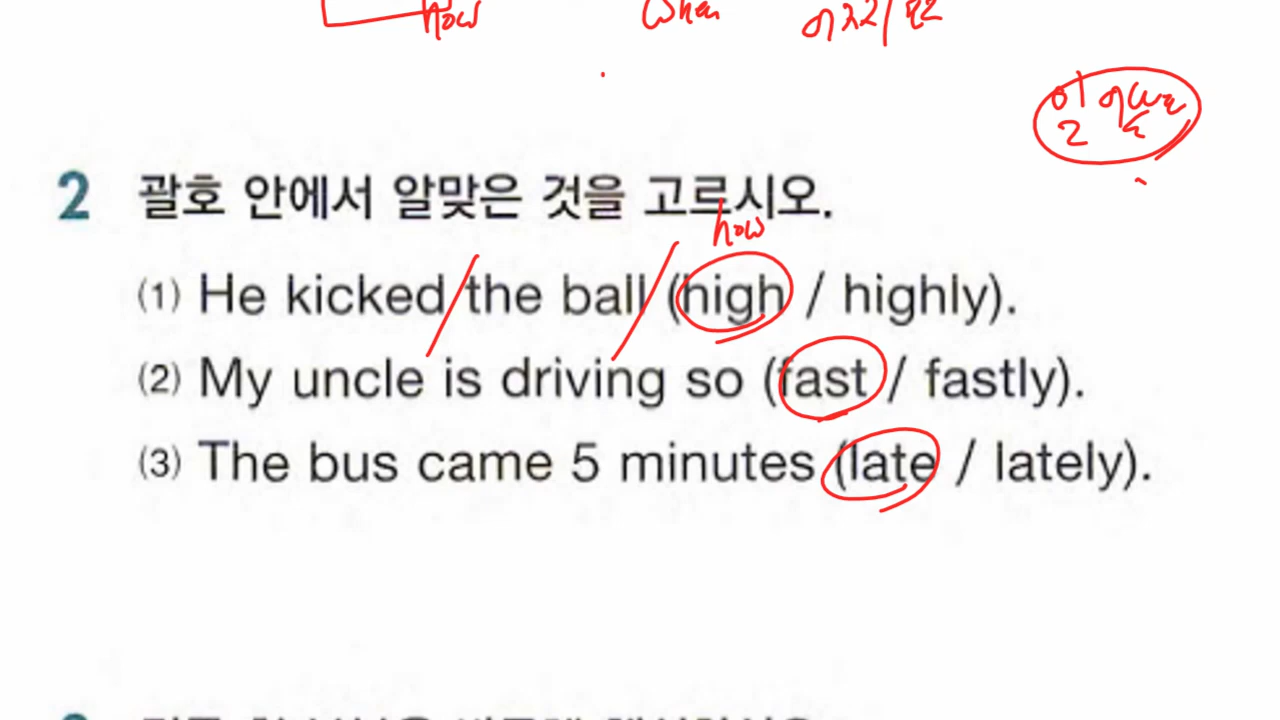 how when
2 괄호 안에서 알맞은 것을 고르시오.
how
(1) He kicked the ball (high / highly).
(2) My uncle is driving so (fast / fastly).
(3) The bus came 5 minutes (late / lately).